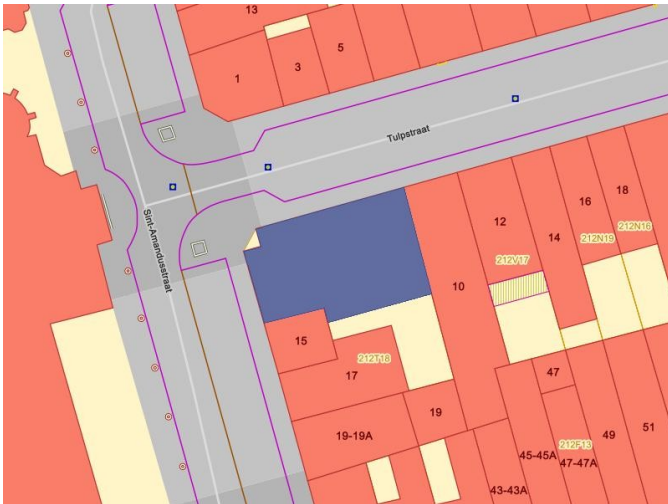 13
5
3
1
Tulpstraat
18
16
12
14
212N16
212N19
212V17
10
Sint-Amandusstraat
15
212T18
17
47
19
51
49
19-19A
212F13
45-45A
47-47A
43-43A